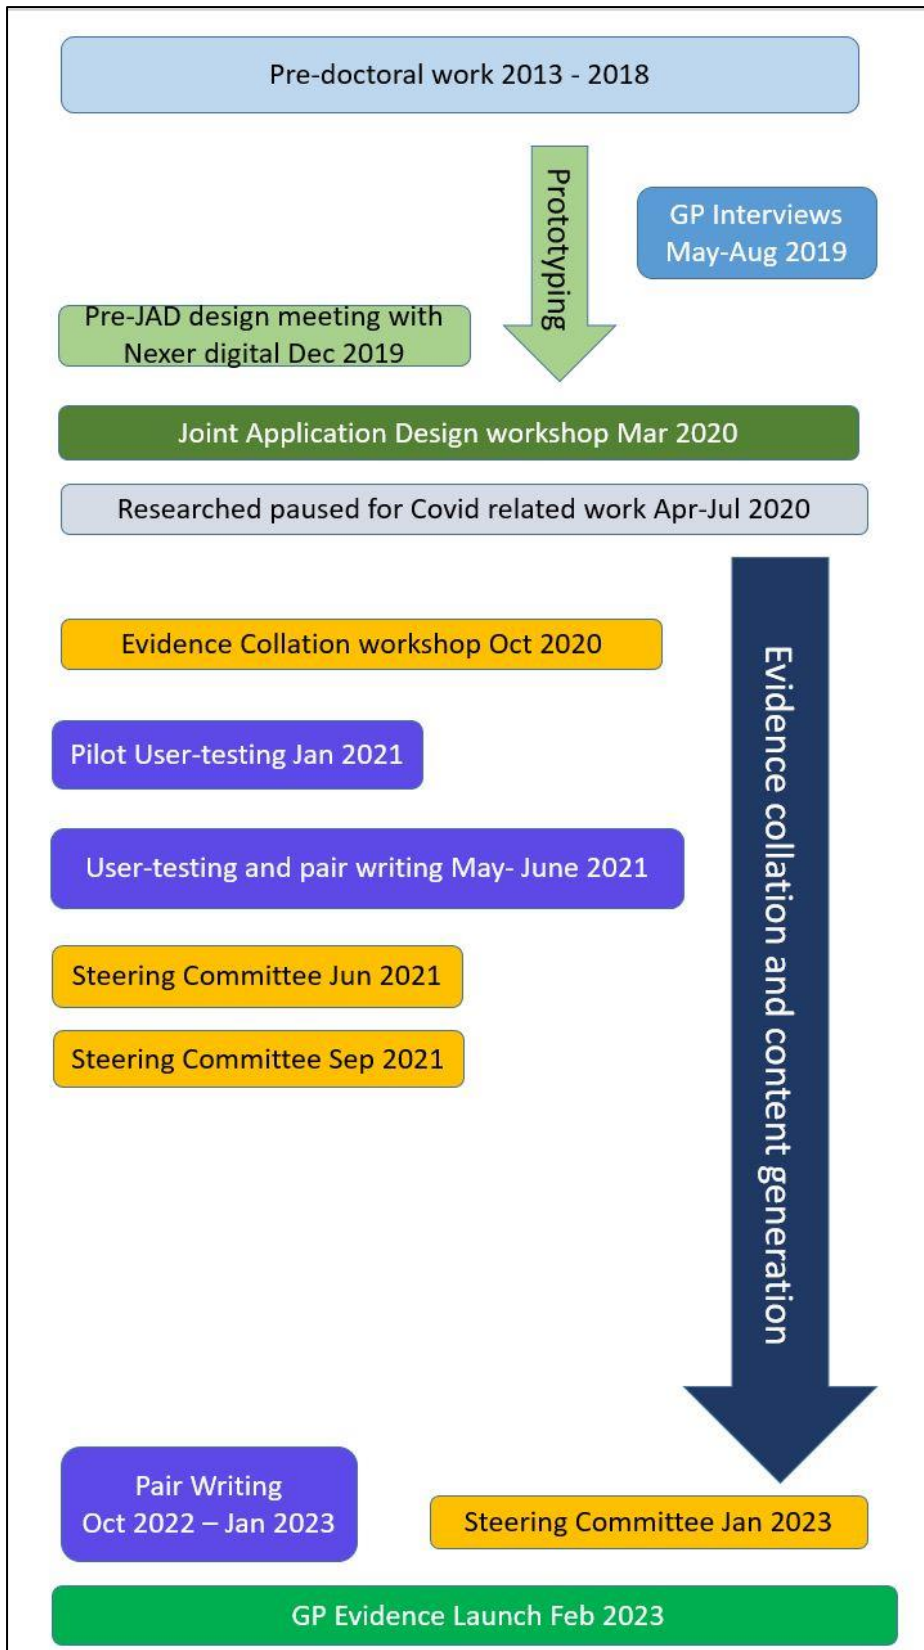 Pre-doctoral work 2013 - 2018
Prototyping
GP Interviews
May-Aug 2019
Pre-JAD design meeting with
Nexer digital Dec 2019
Joint Application Design workshop Mar 2020
Researched paused for Covid related work Apr-Jul 2020
Evidence collation and content generation
Evidence Collation workshop Oct 2020
Pilot User-testing Jan 2021
User-testing and pair writing May- June 2021
Steering Committee Jun 2021
Steering Committee Sep 2021
Pair Writing
Oct 2022 – Jan 2023
Steering Committee Jan 2023
GP Evidence Launch Feb 2023